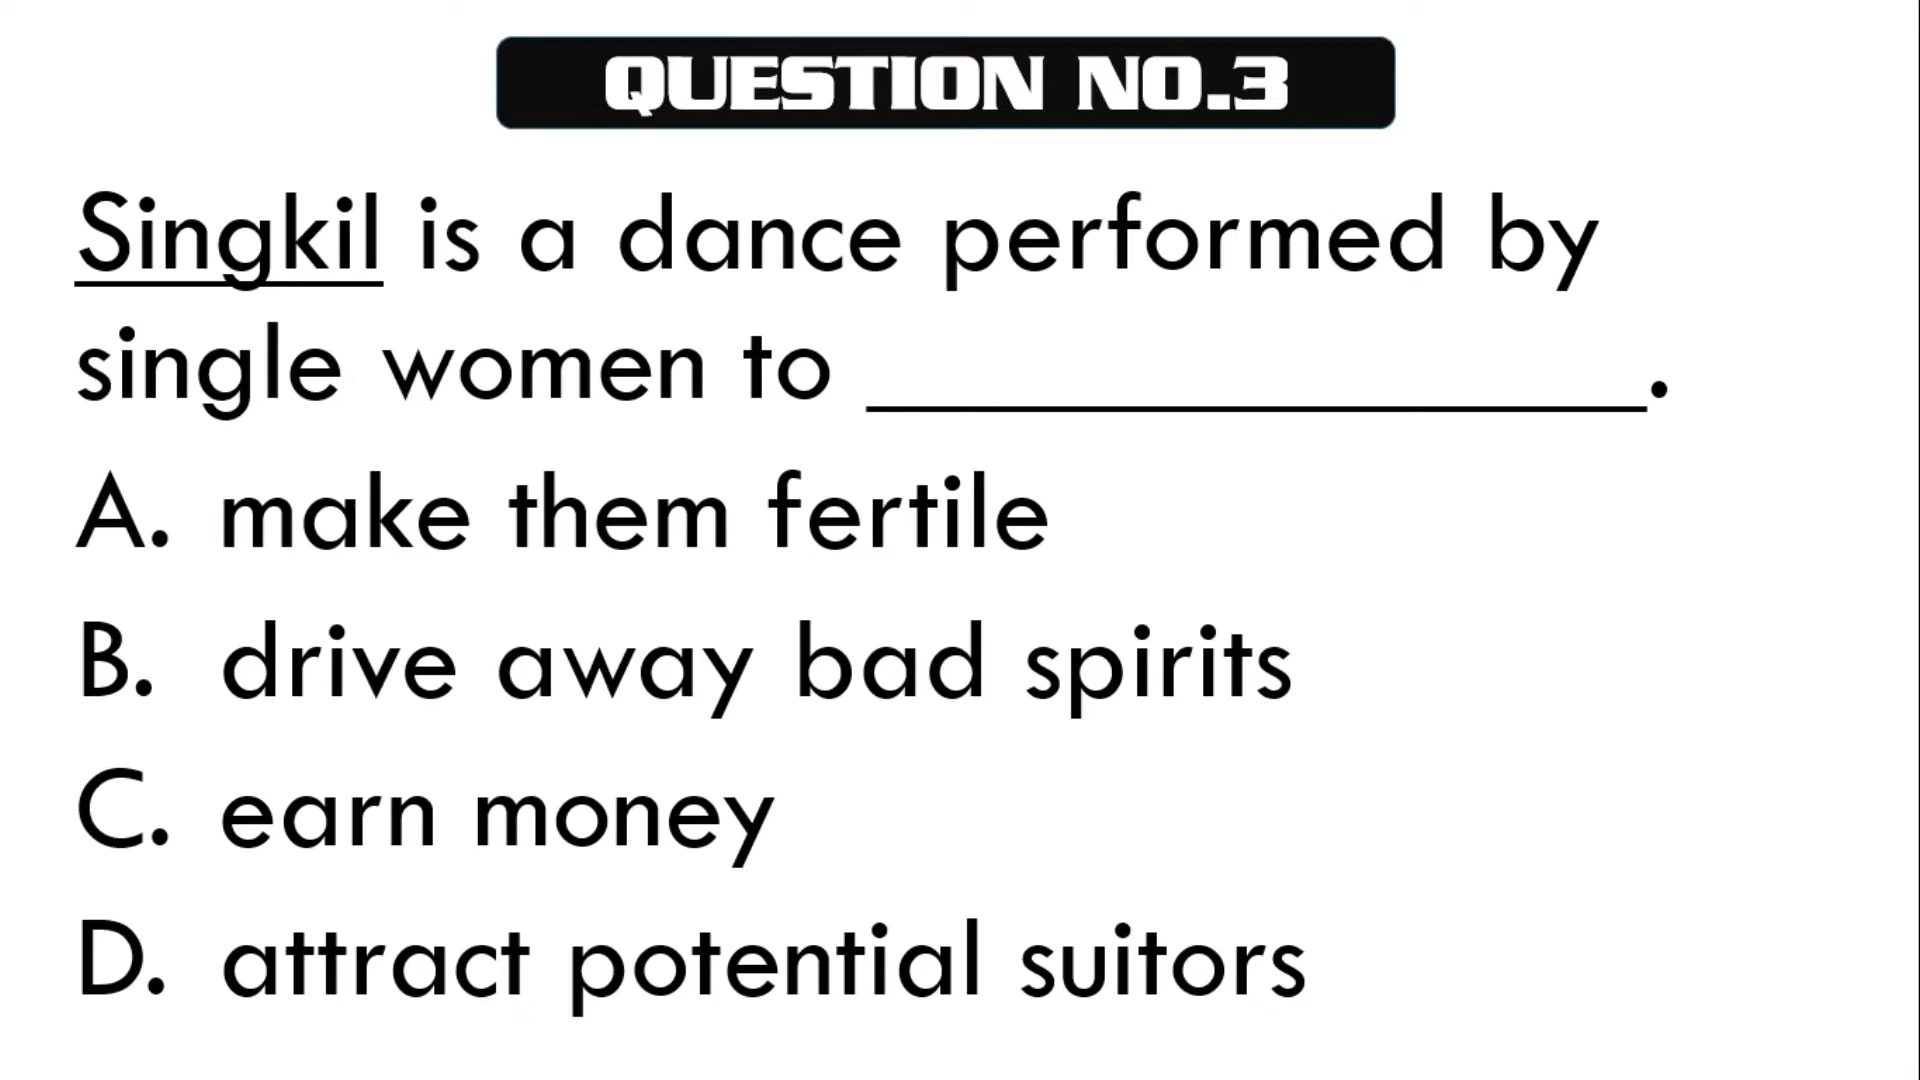 QUESTION NO.3
Singkil is a dance performed by
single women to _______________.
A. make them fertile
B. drive away bad spirits
C. earn money
D. attract potential suitors